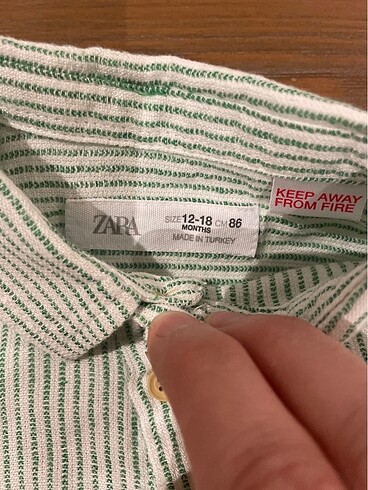 ZARA
SIZE 12-18 CM 86
MONTHS
MADE IN TURKEY
KEEP AWAY
FROM FIRE